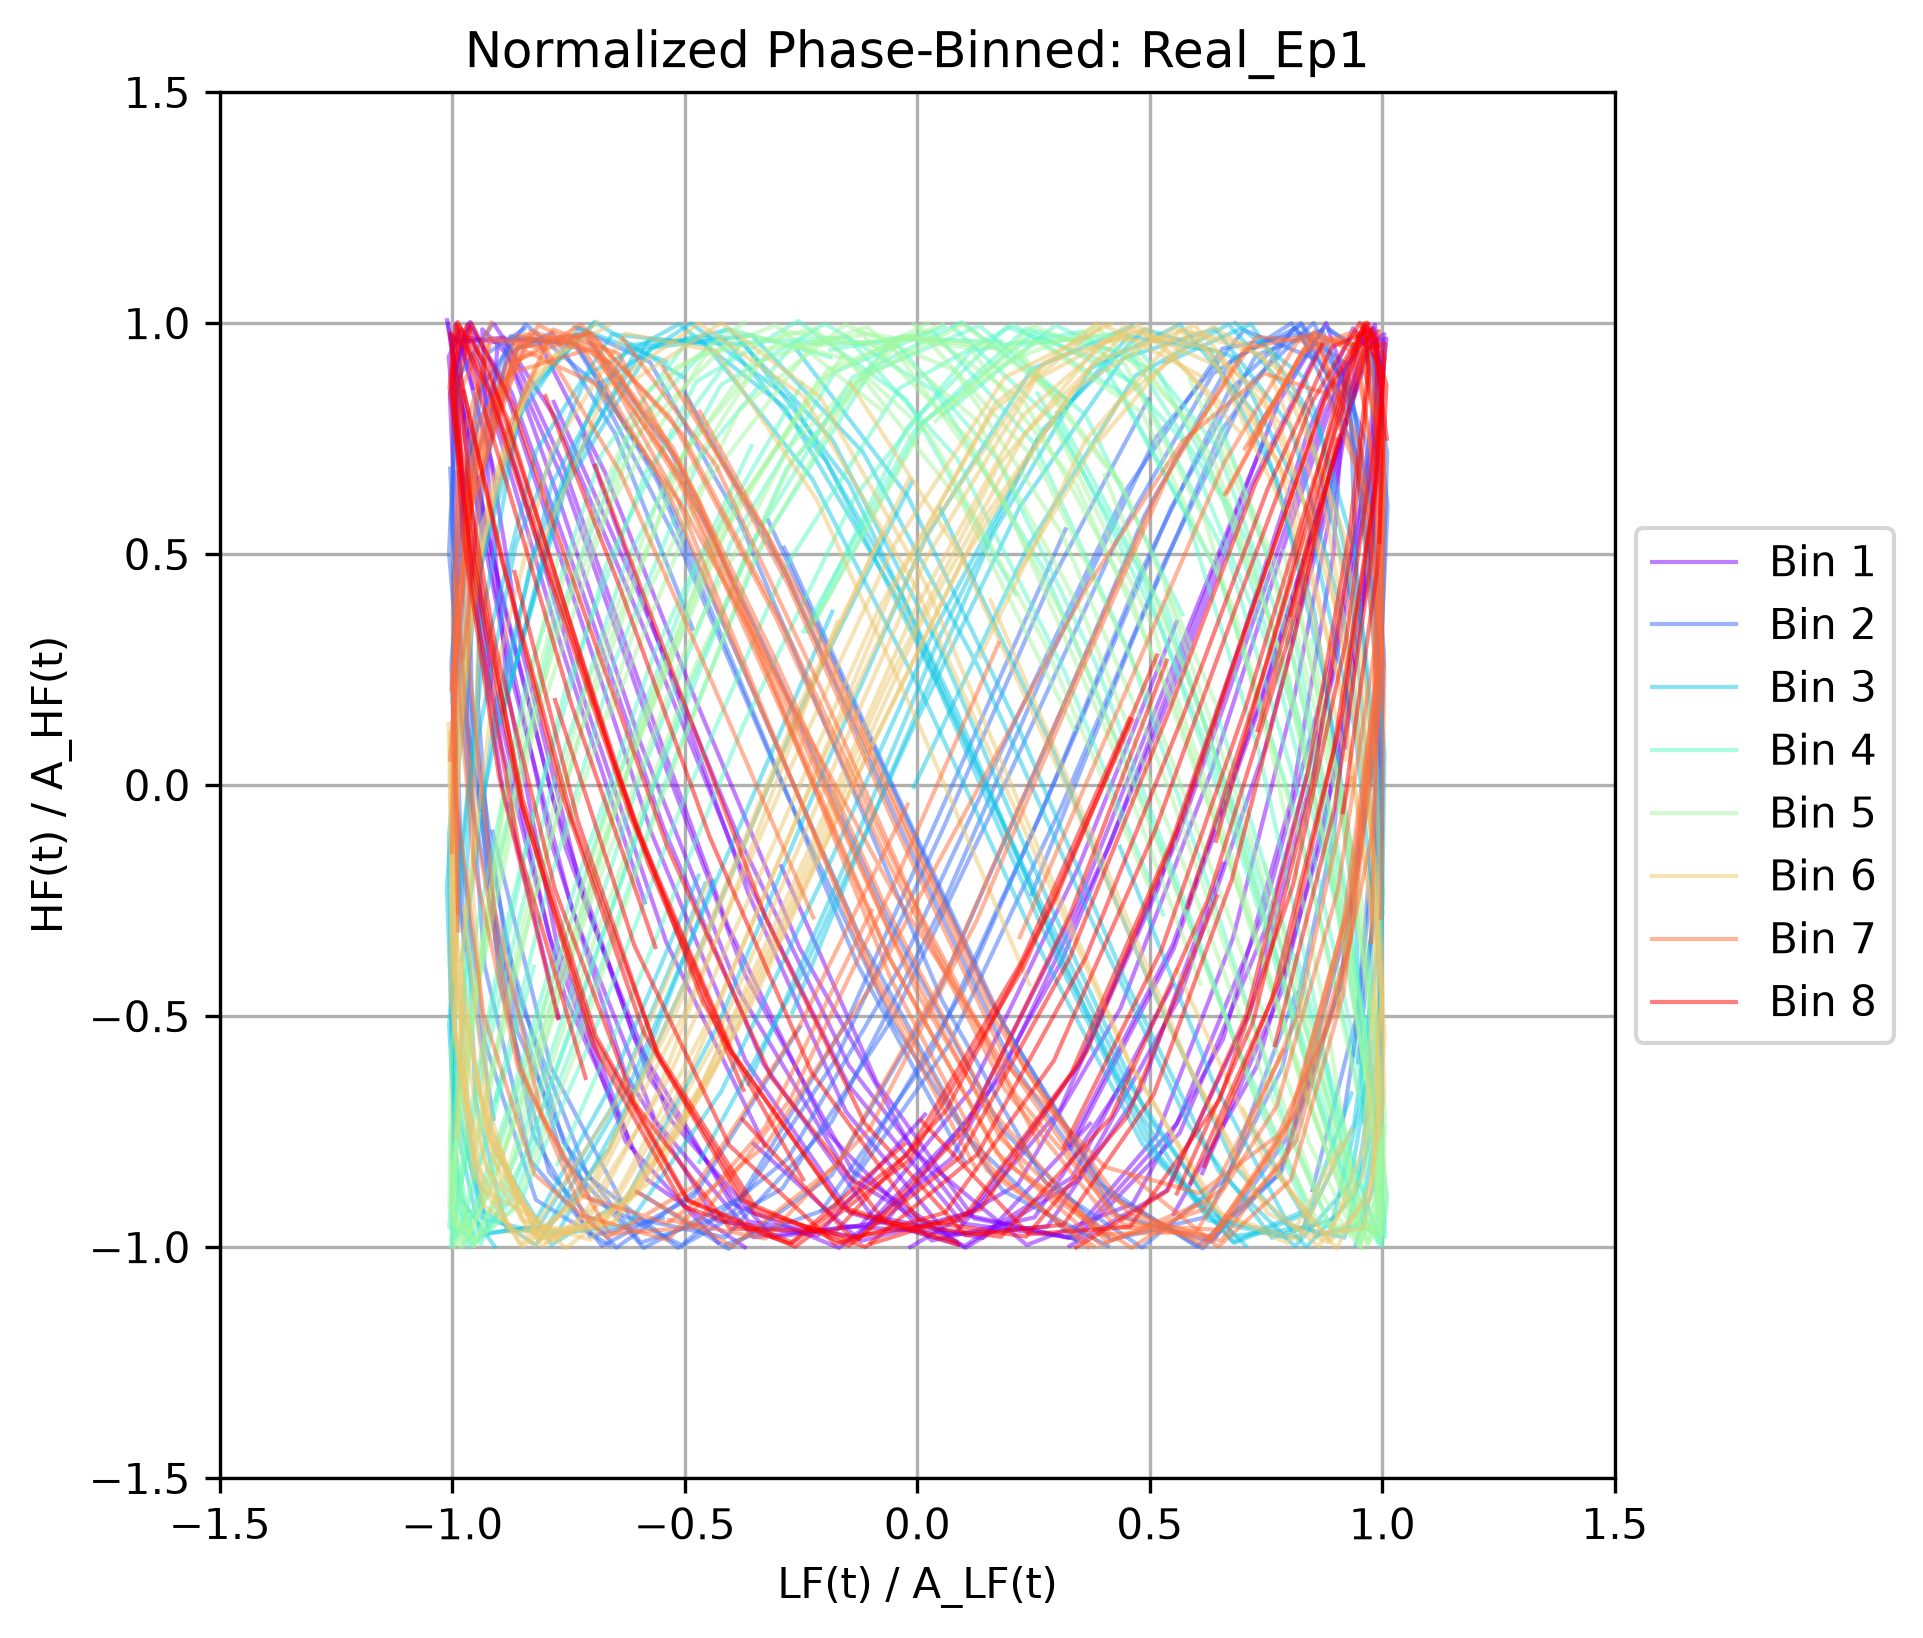 Normalized Phase-Binned: Real_Ep1
1.5
1.0
0.5
0.0
−0.5
−1.0
−1.5
HF(t) / A_HF(t)
−1.5
−1.0
−0.5
0.0
0.5
1.0
1.5
LF(t) / A_LF(t)
Bin 1
Bin 2
Bin 3
Bin 4
Bin 5
Bin 6
Bin 7
Bin 8